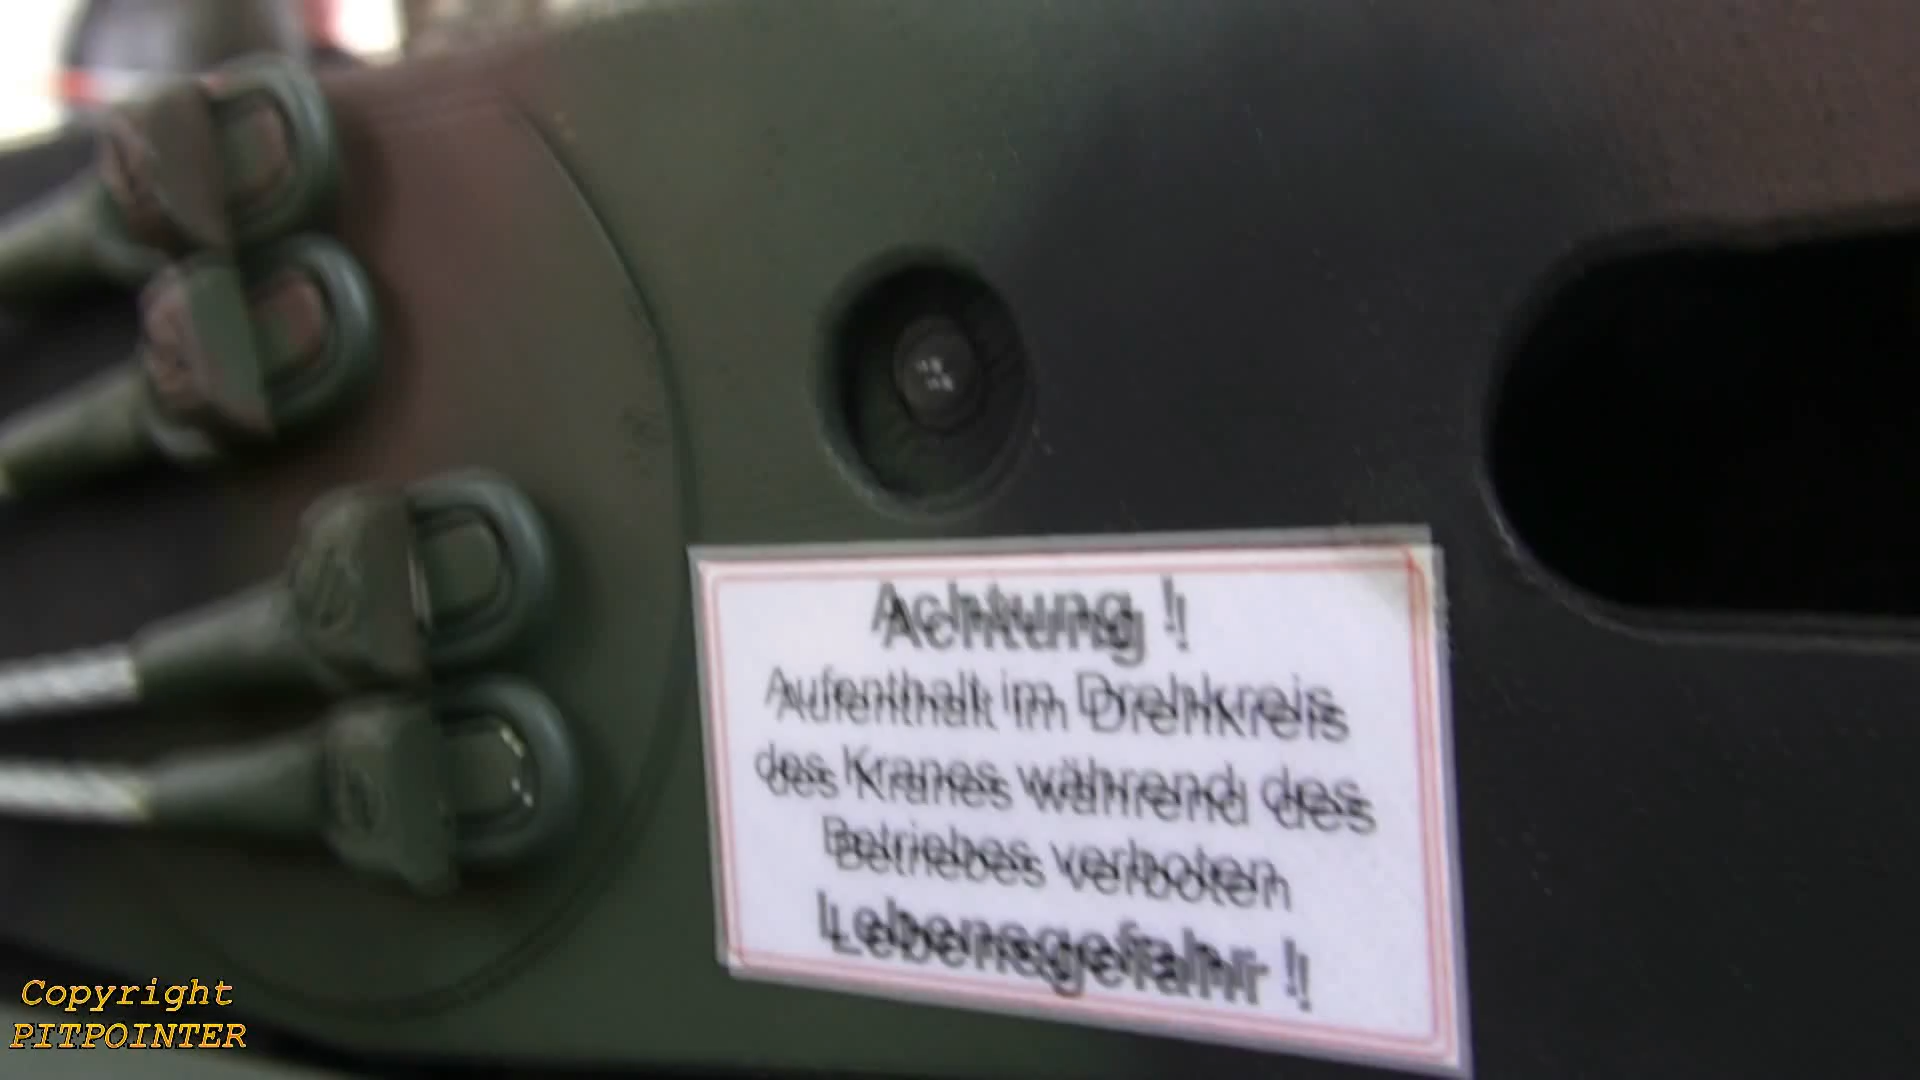 Achtung !
Aufenthalt im Drehkreis
des Kranes während des
Betriebes verboten
Lebensgefahr !
Copyright
PITPOINTER